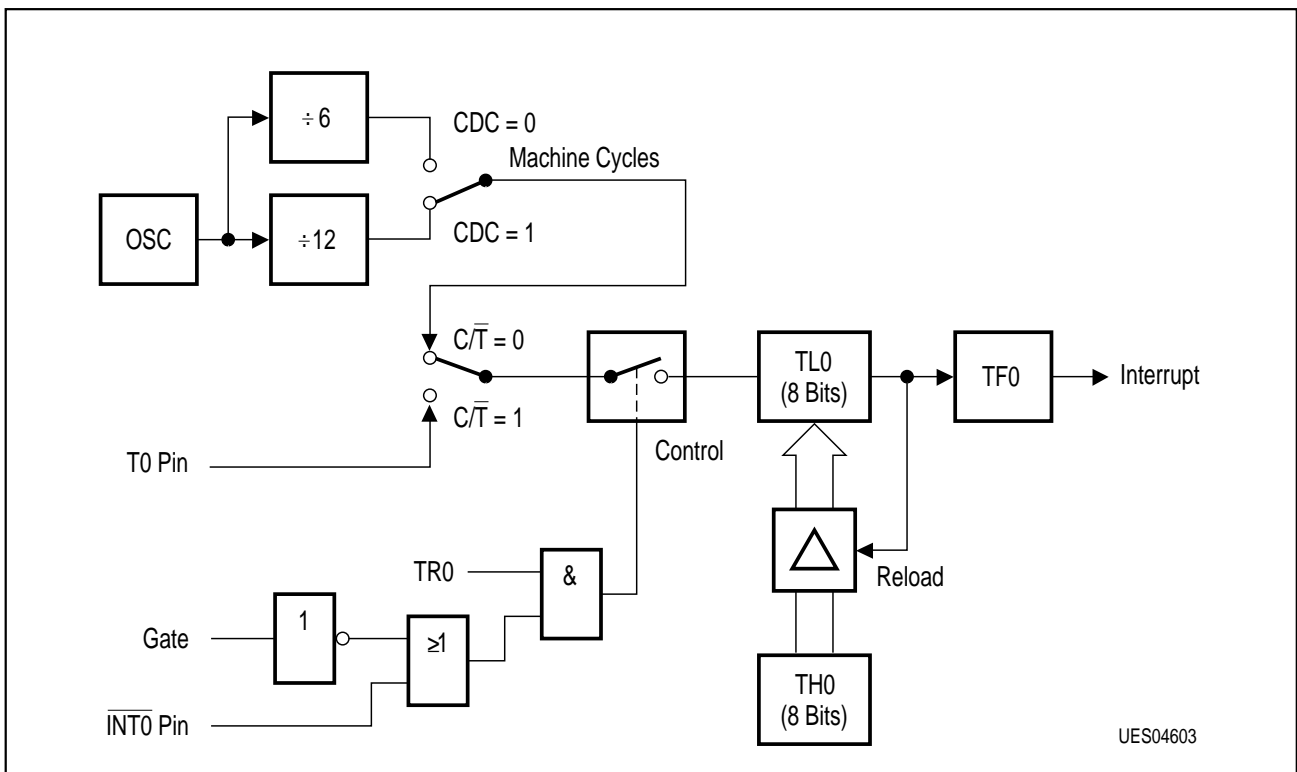 ÷ 6
CDC = 0
Machine Cycles
OSC
÷ 12
CDC = 1
C/T̅ = 0
C/T̅ = 1
TL0
(8 Bits)
TF0
Interrupt
T0 Pin
Control
TR0
&
Reload
Gate
1
≥1
TH0
(8 Bits)
I̅N̅T̅0̅ Pin
UES04603